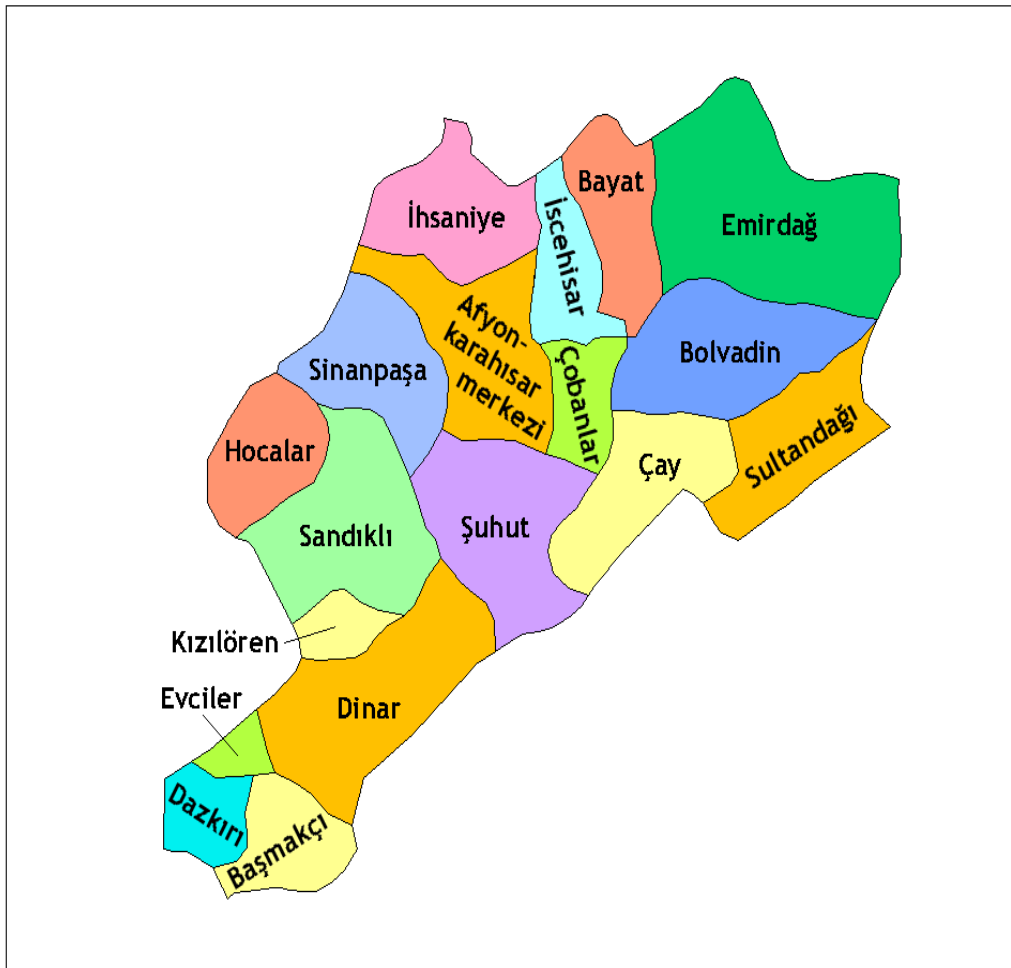 Bayat
İhsaniye
İscehisar
Emirdağ
Afyon-
karahısar
merkezi
Bolvadin
Sinanpaşa
Çobanlar
Sultandağı
Hocalar
Çay
Şuhut
Sandıklı
Kızılören
Evciler
Dinar
Dazkırı
Başmakçı